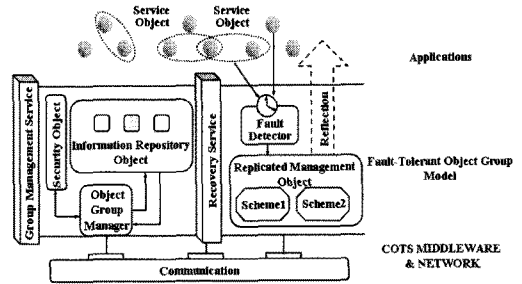 Service
Object
Service
Object
Applications
Group Management Service
Security Object
Information Repository
Object
Object
Group
Manager
Recovery Service
Fault
Detector
Reflection
Replicated Management
Object
Scheme1
Scheme2
Fault-Tolerant Object Group
Model
COTS MIDDLEWARE
& NETWORK
Communication